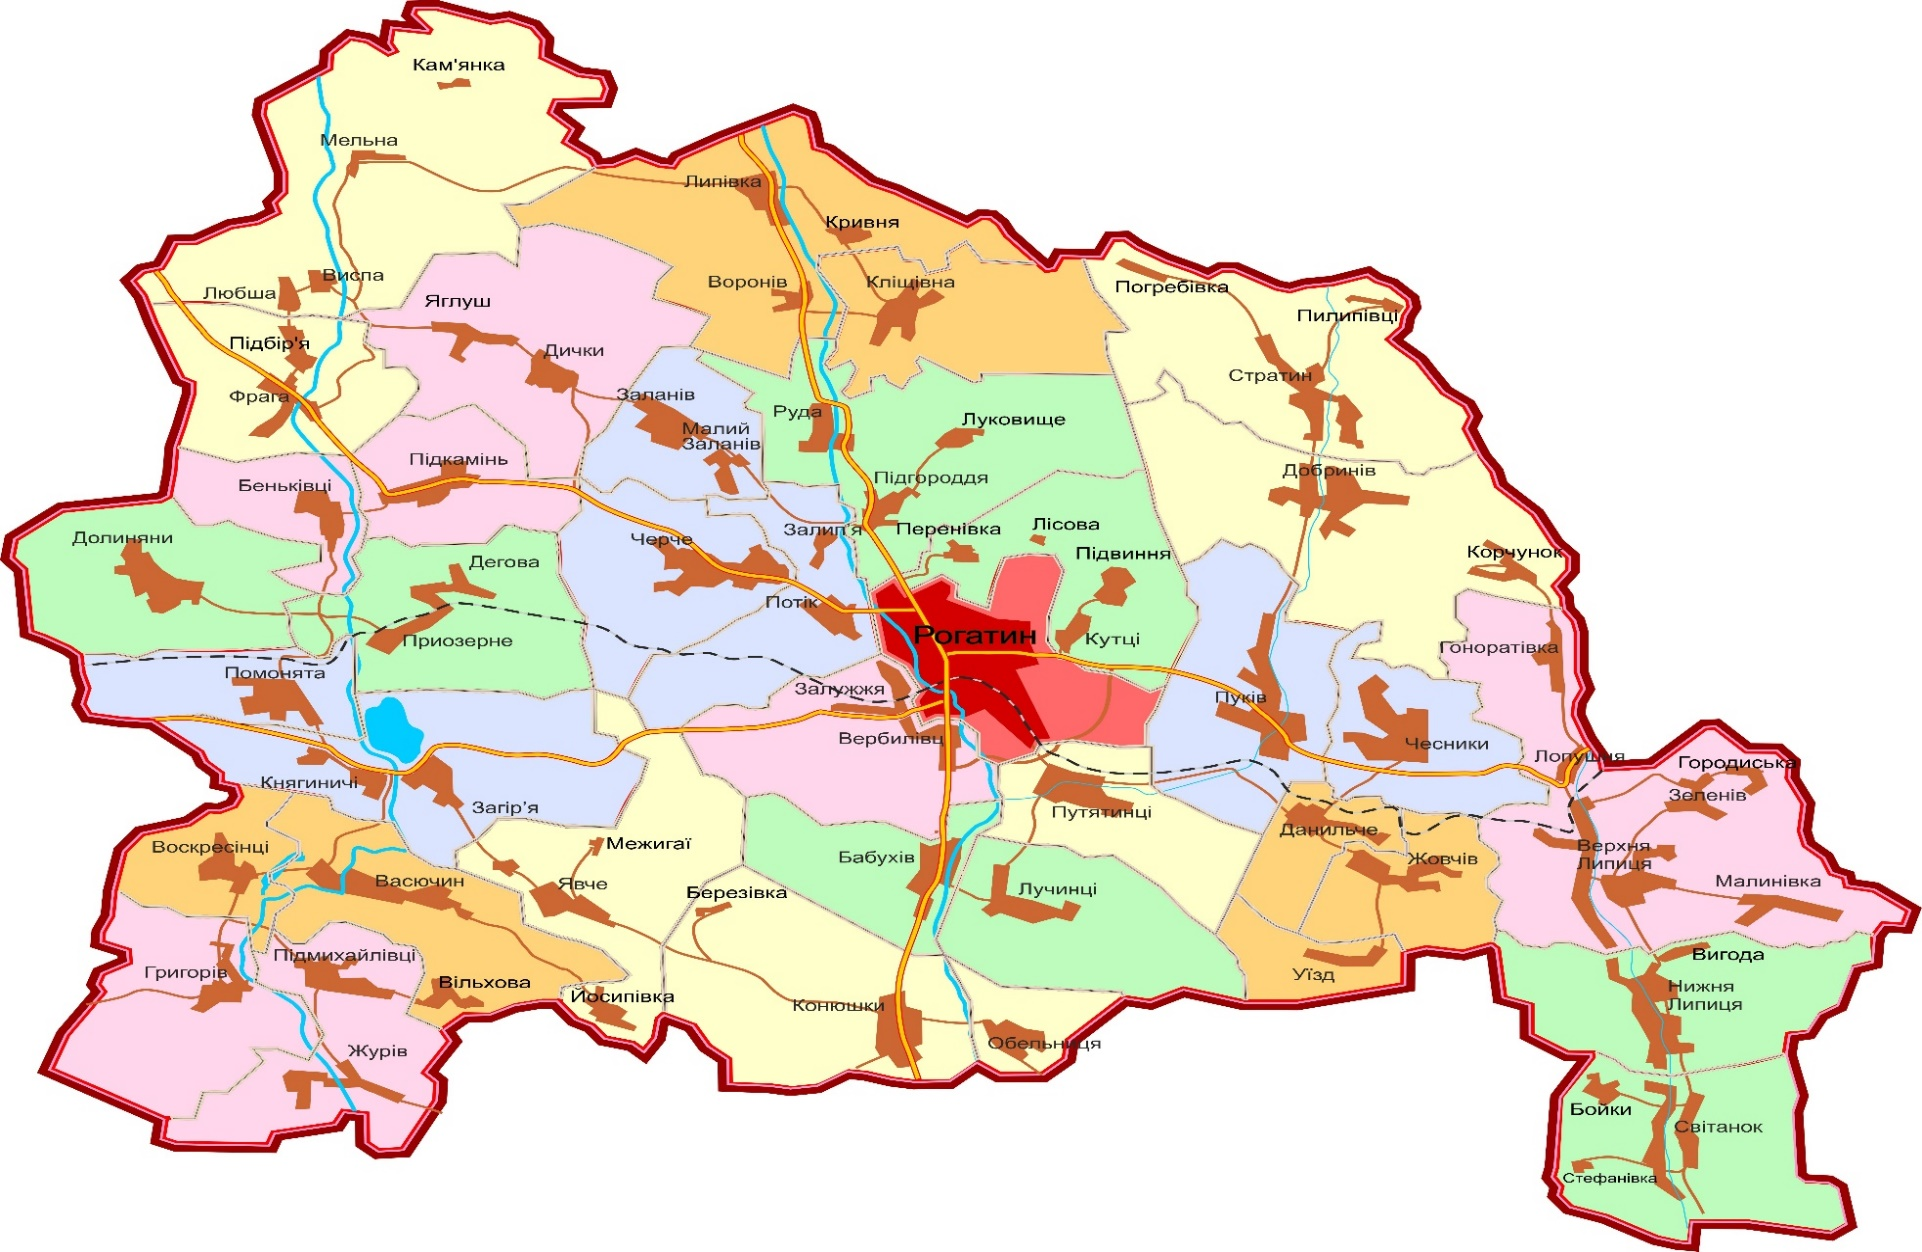 Кам'янка
Мельна
Липівка
Кривня
Виспа
Любша
Яглуш
Воронів
Кліщівна
Погребівка
Пилипівці
Підбір'я
Дички
Фрага
Заланів
Стратин
Руда
Луковище
Малий
Заланів
Підкамінь
Беньківці
Підгороддя
Добринів
Долиняни
Черче
Залип'я
Перенівка
Лісова
Підвиння
Корчунок
Дегова
Потік
Приозерне
Рогатин
Кутці
Гоноратівка
Помонята
Залужжя
Пуків
Вербилівці
Чесники
Лопушня
Городиська
Княгиничі
Загір'я
Зеленів
Путятинці
Данильче
Воскресінці
Межигаї
Бабухів
Жовчів
Верхня
Липиця
Васючин
Явче
Березівка
Лучинці
Малинівка
Григорів
Підмихайлівці
Вільхова
Йосипівка
Конюшки
Уїзд
Вигода
Нижня
Липиця
Журів
Обельниця
Бойки
Світанок
Стефанівка